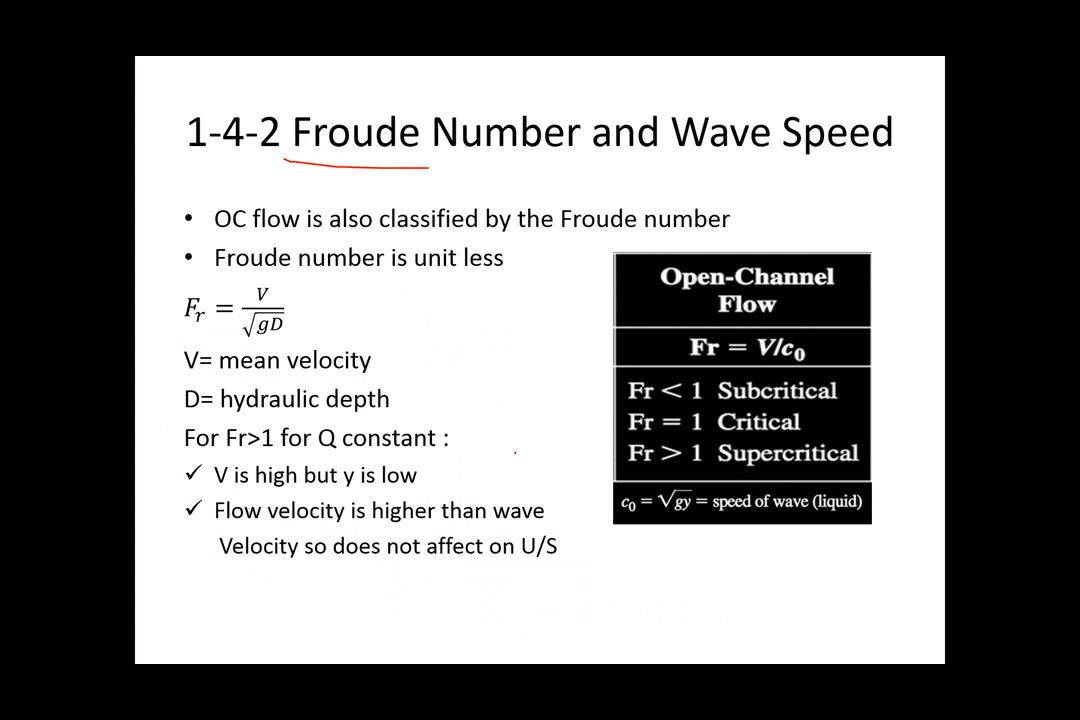 1-4-2 Froude Number and Wave Speed
• OC flow is also classified by the Froude number
• Froude number is unit less
Fᵣ = V/√gD
V= mean velocity
D= hydraulic depth
For Fr>1 for Q constant :
✓ V is high but y is low
✓ Flow velocity is higher than wave
Velocity so does not affect on U/S
Open-Channel
Flow
Fr = V/c₀
Fr < 1 Subcritical
Fr = 1 Critical
Fr > 1 Supercritical
c₀ = √gy = speed of wave (liquid)